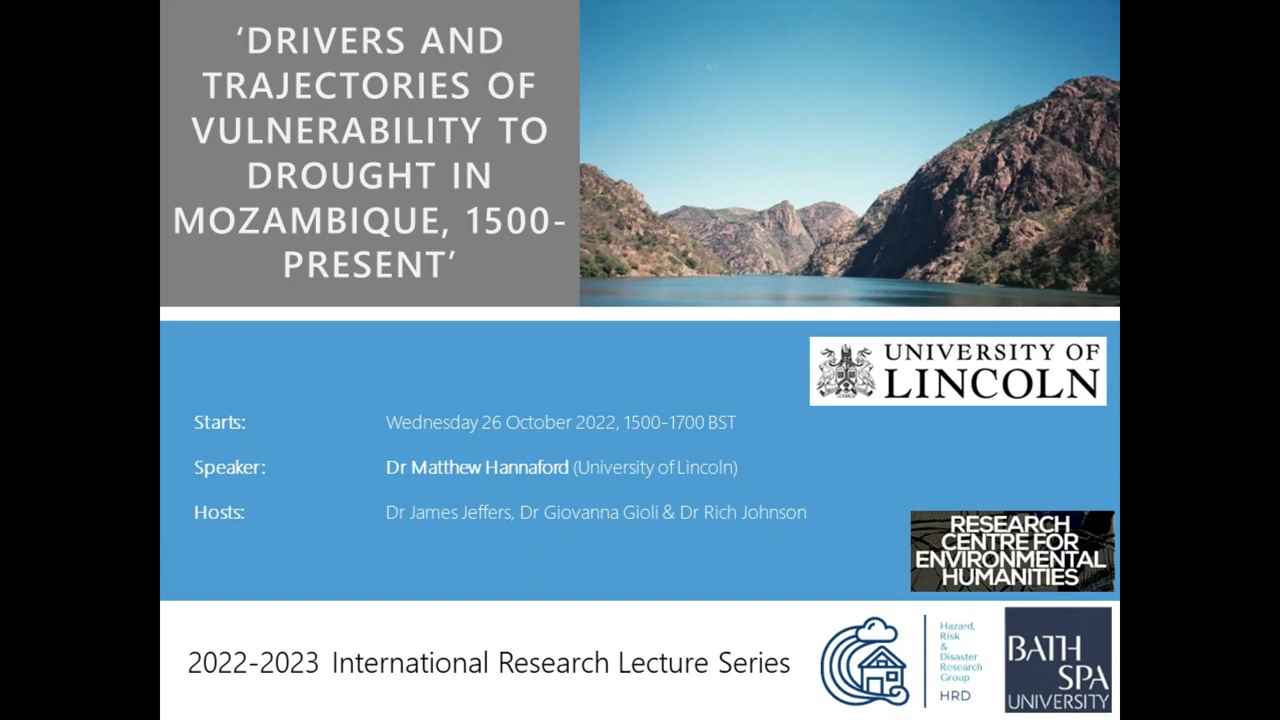 ‘DRIVERS AND
TRAJECTORIES OF
VULNERABILITY TO
DROUGHT IN
MOZAMBIQUE, 1500-
PRESENT’
UNIVERSITY OF
LINCOLN
Starts: Wednesday 26 October 2022, 1500-1700 BST
Speaker: Dr Matthew Hannaford (University of Lincoln)
Hosts: Dr James Jeffers, Dr Giovanna Gioli & Dr Rich Johnson
RESEARCH
CENTRE FOR
ENVIRONMENTAL
HUMANITIES
2022-2023 International Research Lecture Series
Hazard,
Risk
&
Disaster
Research
Group
HRD
BATH
SPA
UNIVERSITY